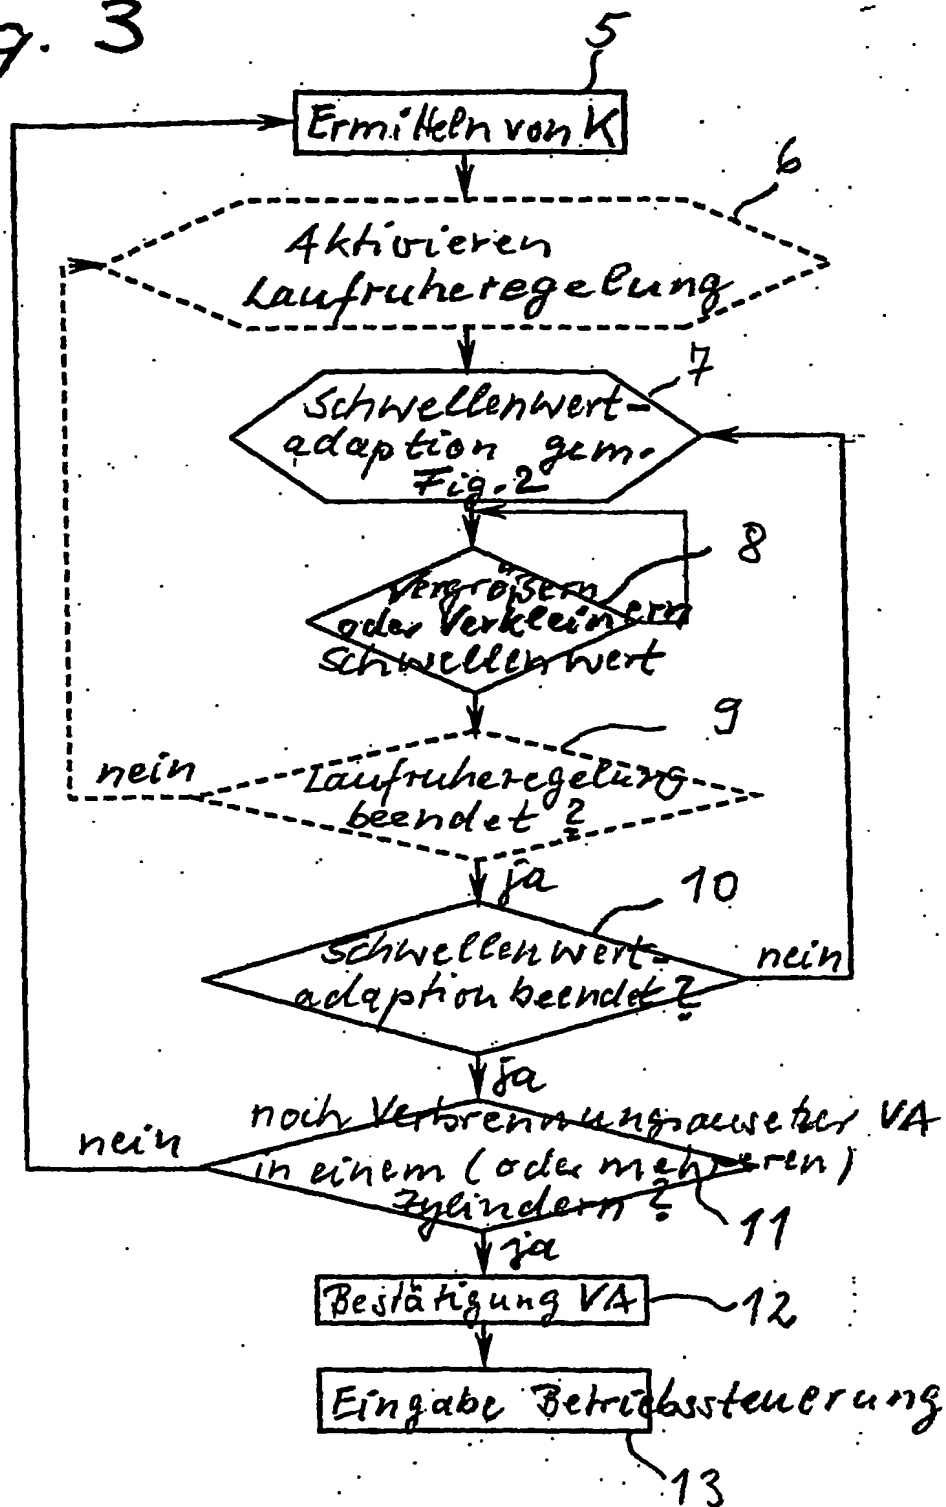 g. 3
5
Ermitteln von K
6
Aktivieren
Laufruheregelung
7
Schwellenwert-
adaption gem.
Fig. 2
8
Vergrößern
oder Verkleinern
Schwellenwert
9
nein
Laufruheregelung
beendet ?
ja
10
Schwellenwert-
adaption beendet ?
nein
ja
noch Verbrennungsaussetzer VA
nein
in einem (oder mehreren)
Zylindern ?
11
ja
Bestätigung VA
12
Eingabe Betriebssteuerung
13